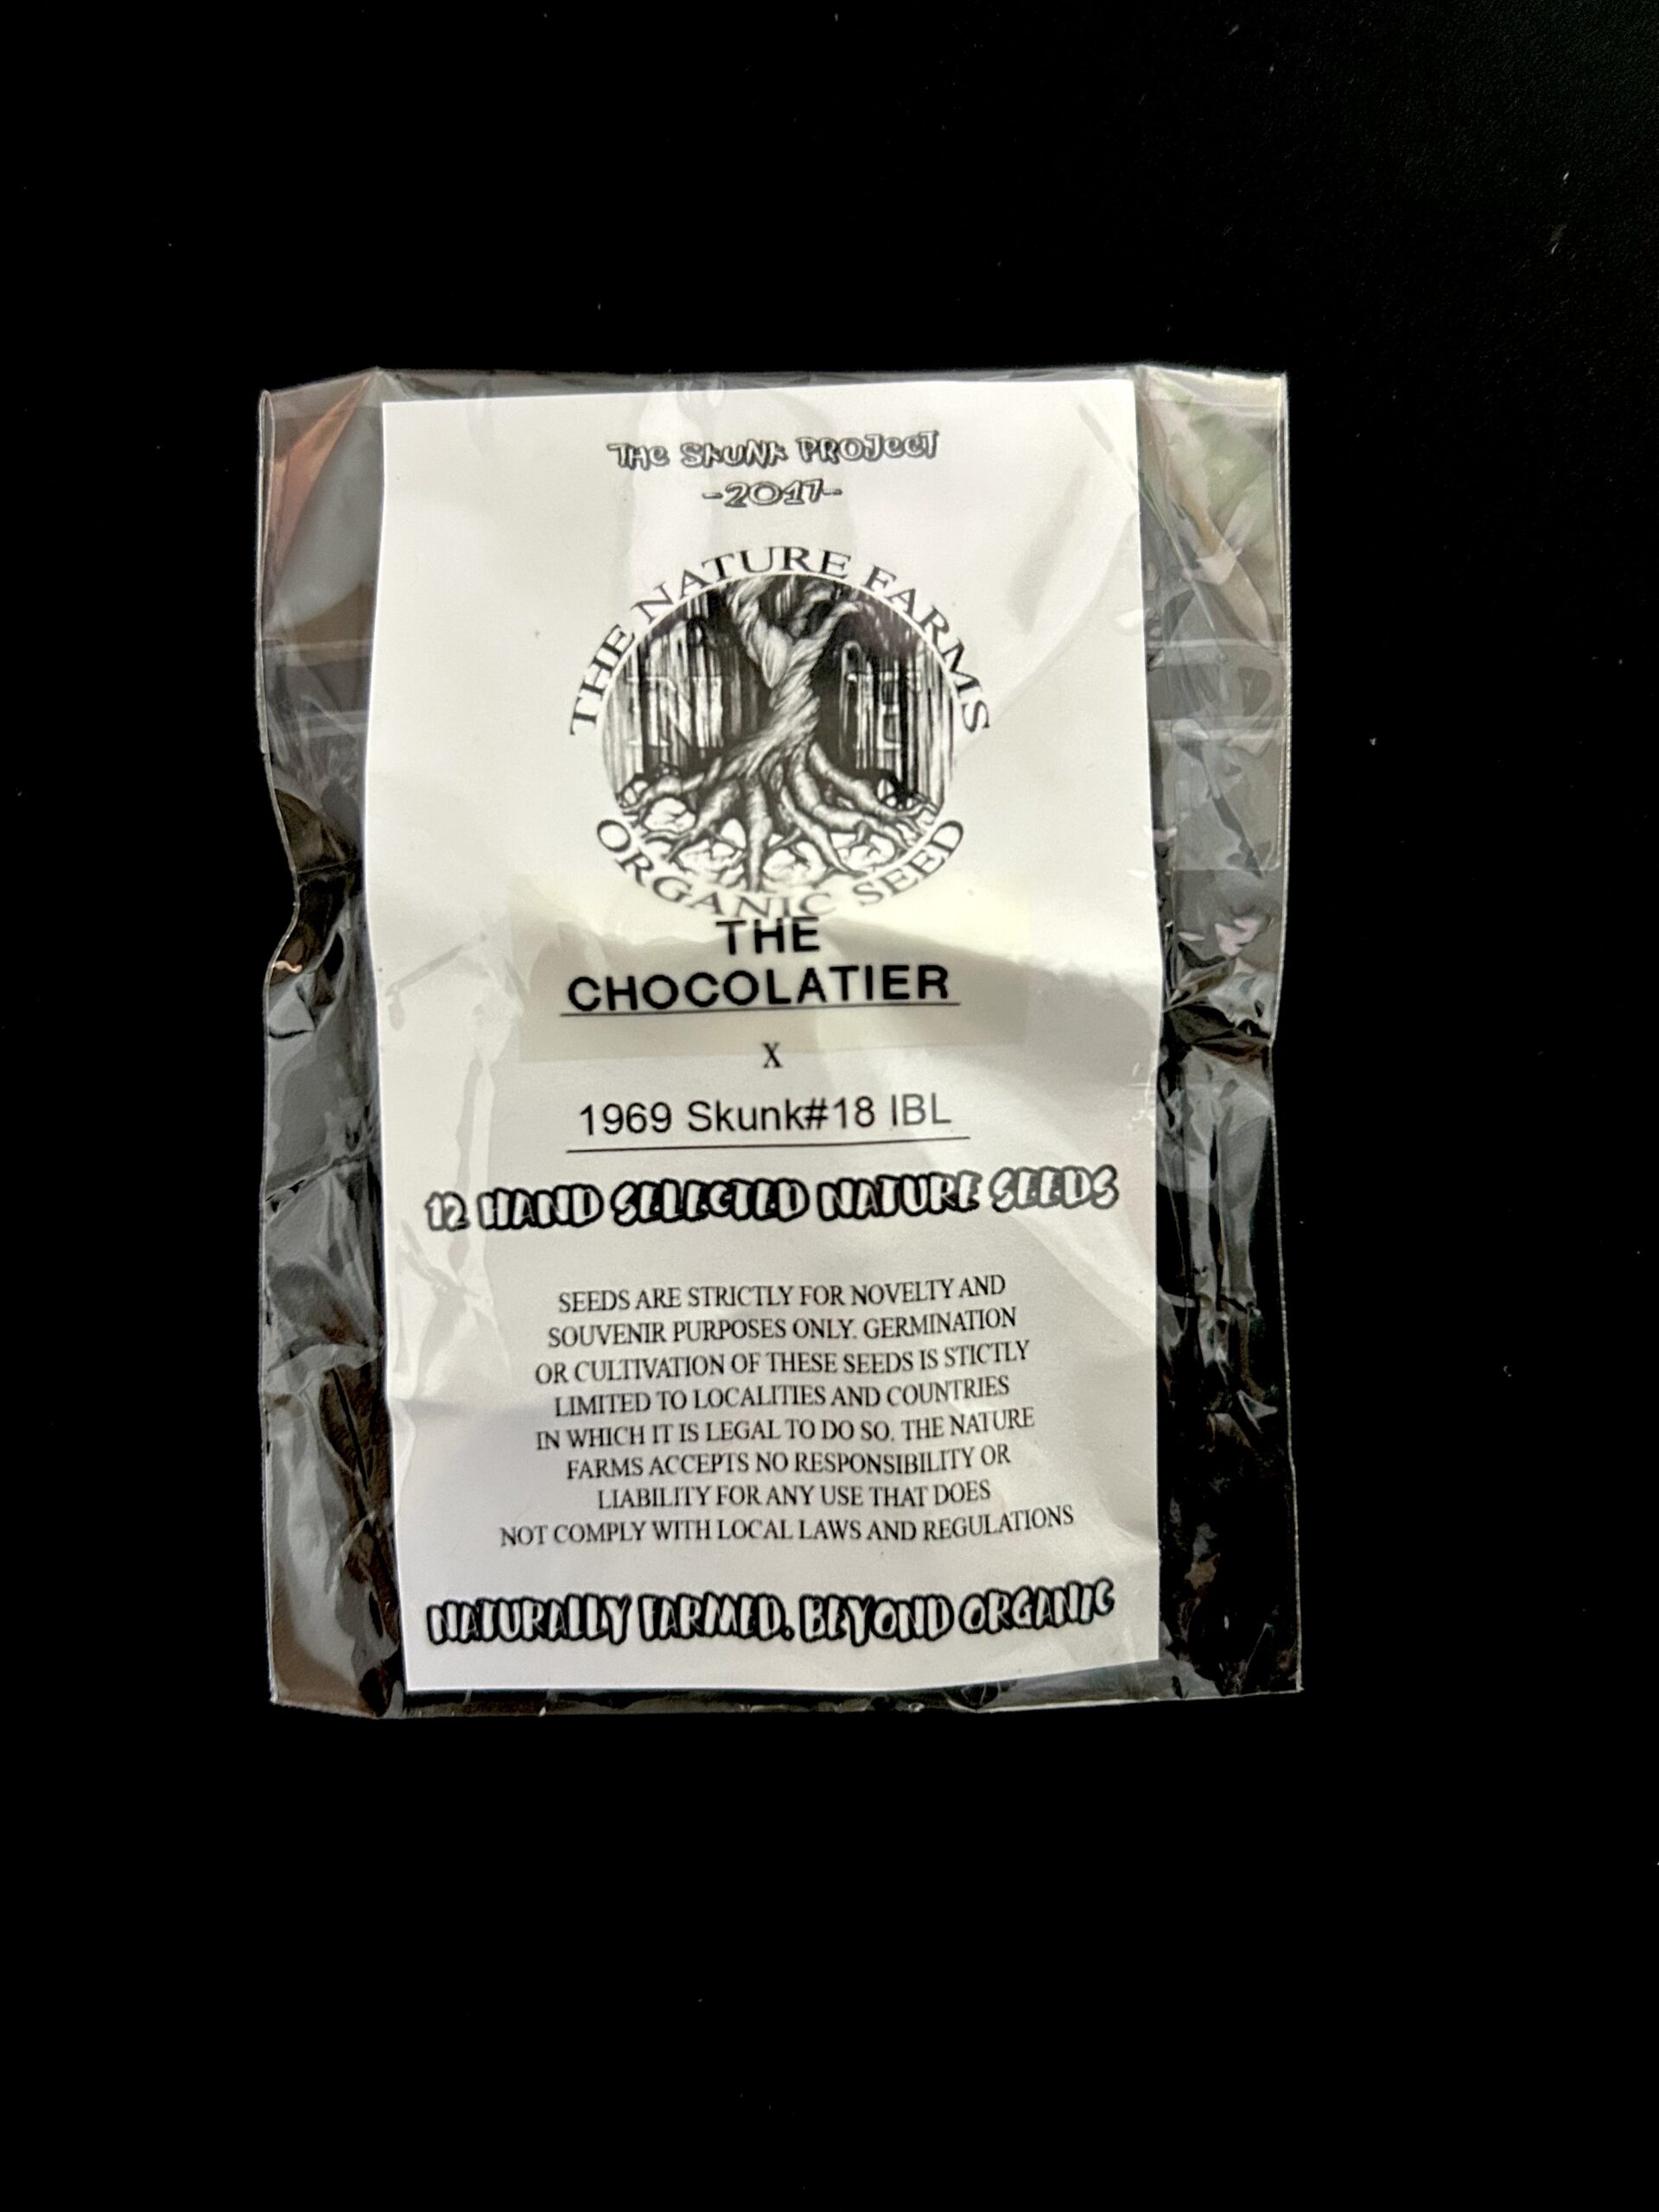 THE SKUNK PROJECT
-2017-
THE NATURE FARMS
N F
ORGANIC SEED
THE
CHOCOLATIER
X
1969 Skunk#18 IBL
12 HAND SELECTED NATURE SEEDS
SEEDS ARE STRICTLY FOR NOVELTY AND
SOUVENIR PURPOSES ONLY. GERMINATION
OR CULTIVATION OF THESE SEEDS IS STICTLY
LIMITED TO LOCALITIES AND COUNTRIES
IN WHICH IT IS LEGAL TO DO SO. THE NATURE
FARMS ACCEPTS NO RESPONSIBILITY OR
LIABILITY FOR ANY USE THAT DOES
NOT COMPLY WITH LOCAL LAWS AND REGULATIONS
NATURALLY FARMED. BEYOND ORGANIC